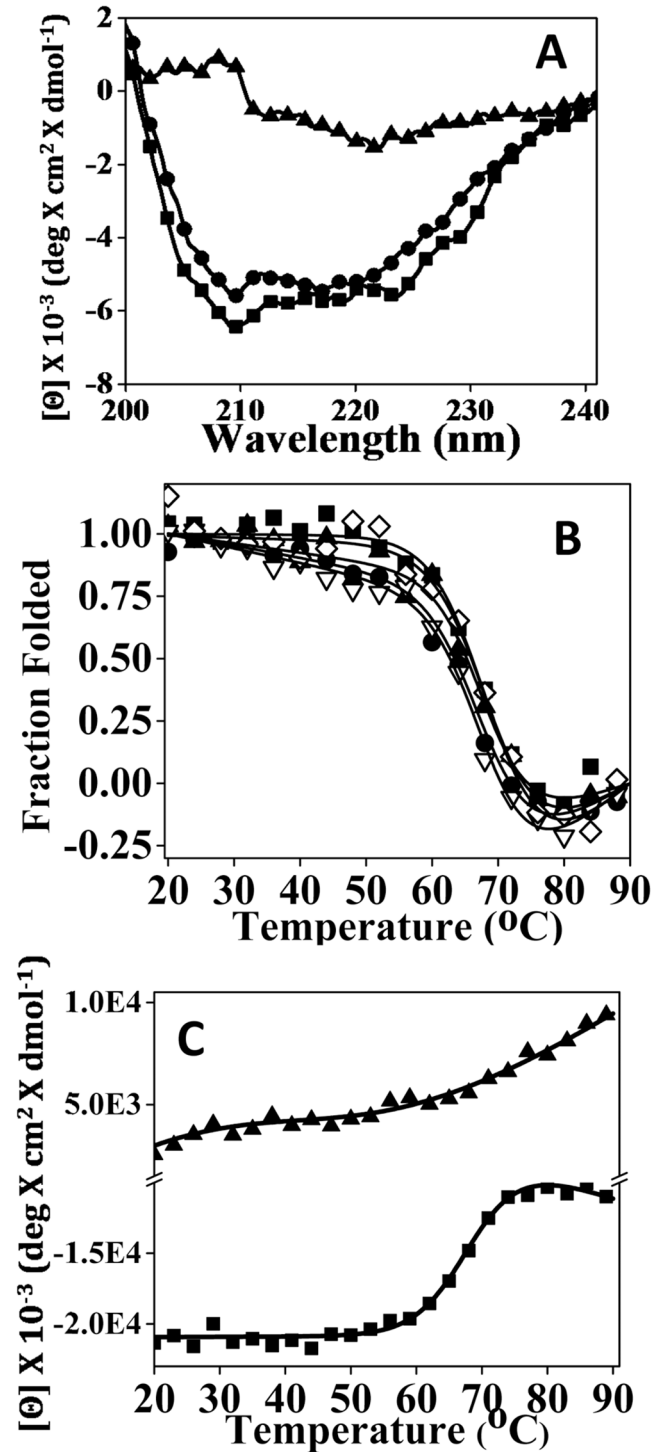 A
2
0
-2
-4
-6
-8
[Θ] X 10⁻³ (deg X cm² X dmol⁻¹)
200 210 220 230 240
Wavelength (nm)
B
1.00
0.75
0.50
0.25
0.00
-0.25
Fraction Folded
20 30 40 50 60 70 80 90
Temperature (⁰C)
C
1.0E4
5.0E3
-1.5E4
-2.0E4
[Θ] X 10⁻³ (deg X cm² X dmol⁻¹)
20 30 40 50 60 70 80 90
Temperature (⁰C)